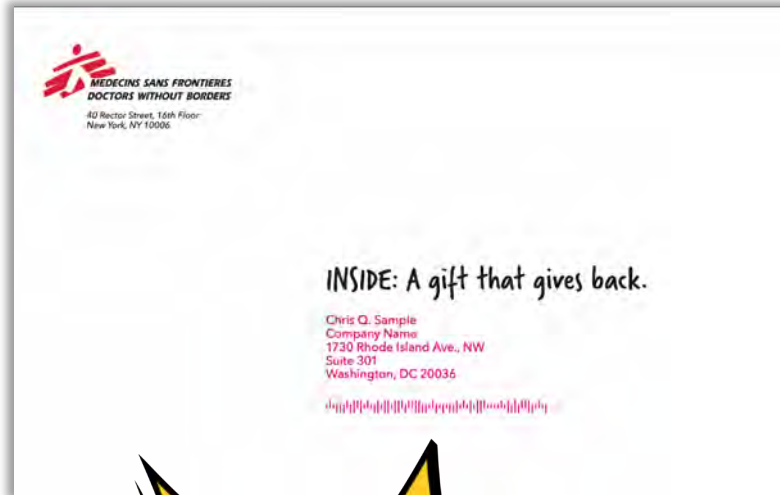 MEDECINS SANS FRONTIERES
DOCTORS WITHOUT BORDERS
40 Rector Street, 16th Floor
New York, NY 10006
INSIDE: A gift that gives back.
Chris Q. Sample
Company Name
1730 Rhode Island Ave., NW
Suite 301
Washington, DC 20036